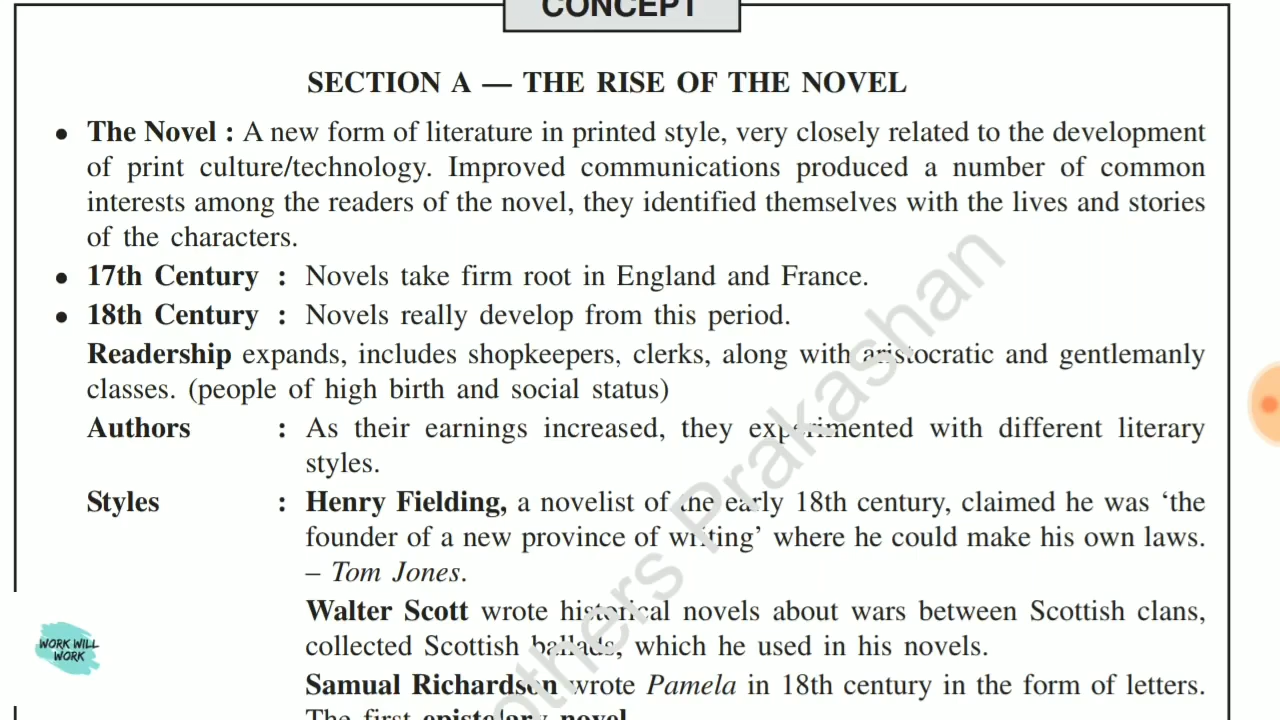 CONCEPT
SECTION A — THE RISE OF THE NOVEL
• The Novel : A new form of literature in printed style, very closely related to the development
of print culture/technology. Improved communications produced a number of common
interests among the readers of the novel, they identified themselves with the lives and stories
of the characters.
• 17th Century : Novels take firm root in England and France.
• 18th Century : Novels really develop from this period.
Readership expands, includes shopkeepers, clerks, along with aristocratic and gentlemanly
classes. (people of high birth and social status)
Authors : As their earnings increased, they experimented with different literary
styles.
Styles : Henry Fielding, a novelist of the early 18th century, claimed he was ‘the
founder of a new province of writing’ where he could make his own laws.
– Tom Jones.
Walter Scott wrote historical novels about wars between Scottish clans,
collected Scottish ballads, which he used in his novels.
Samual Richardson wrote Pamela in 18th century in the form of letters.
The first epistolary novel
others Prakashan
WORK WILL
WORK